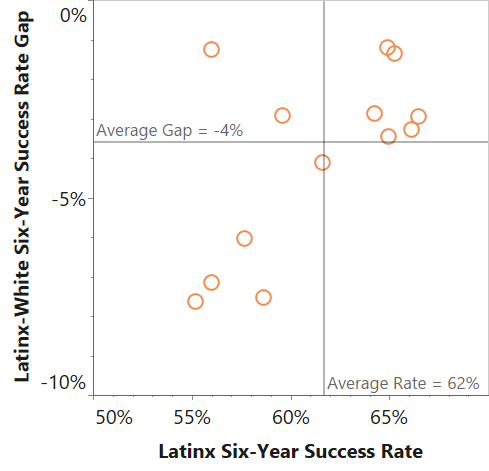 Latinx-White Six-Year Success Rate Gap
0%
Average Gap = -4%
-5%
-10%
Average Rate = 62%
50%
55%
60%
65%
Latinx Six-Year Success Rate